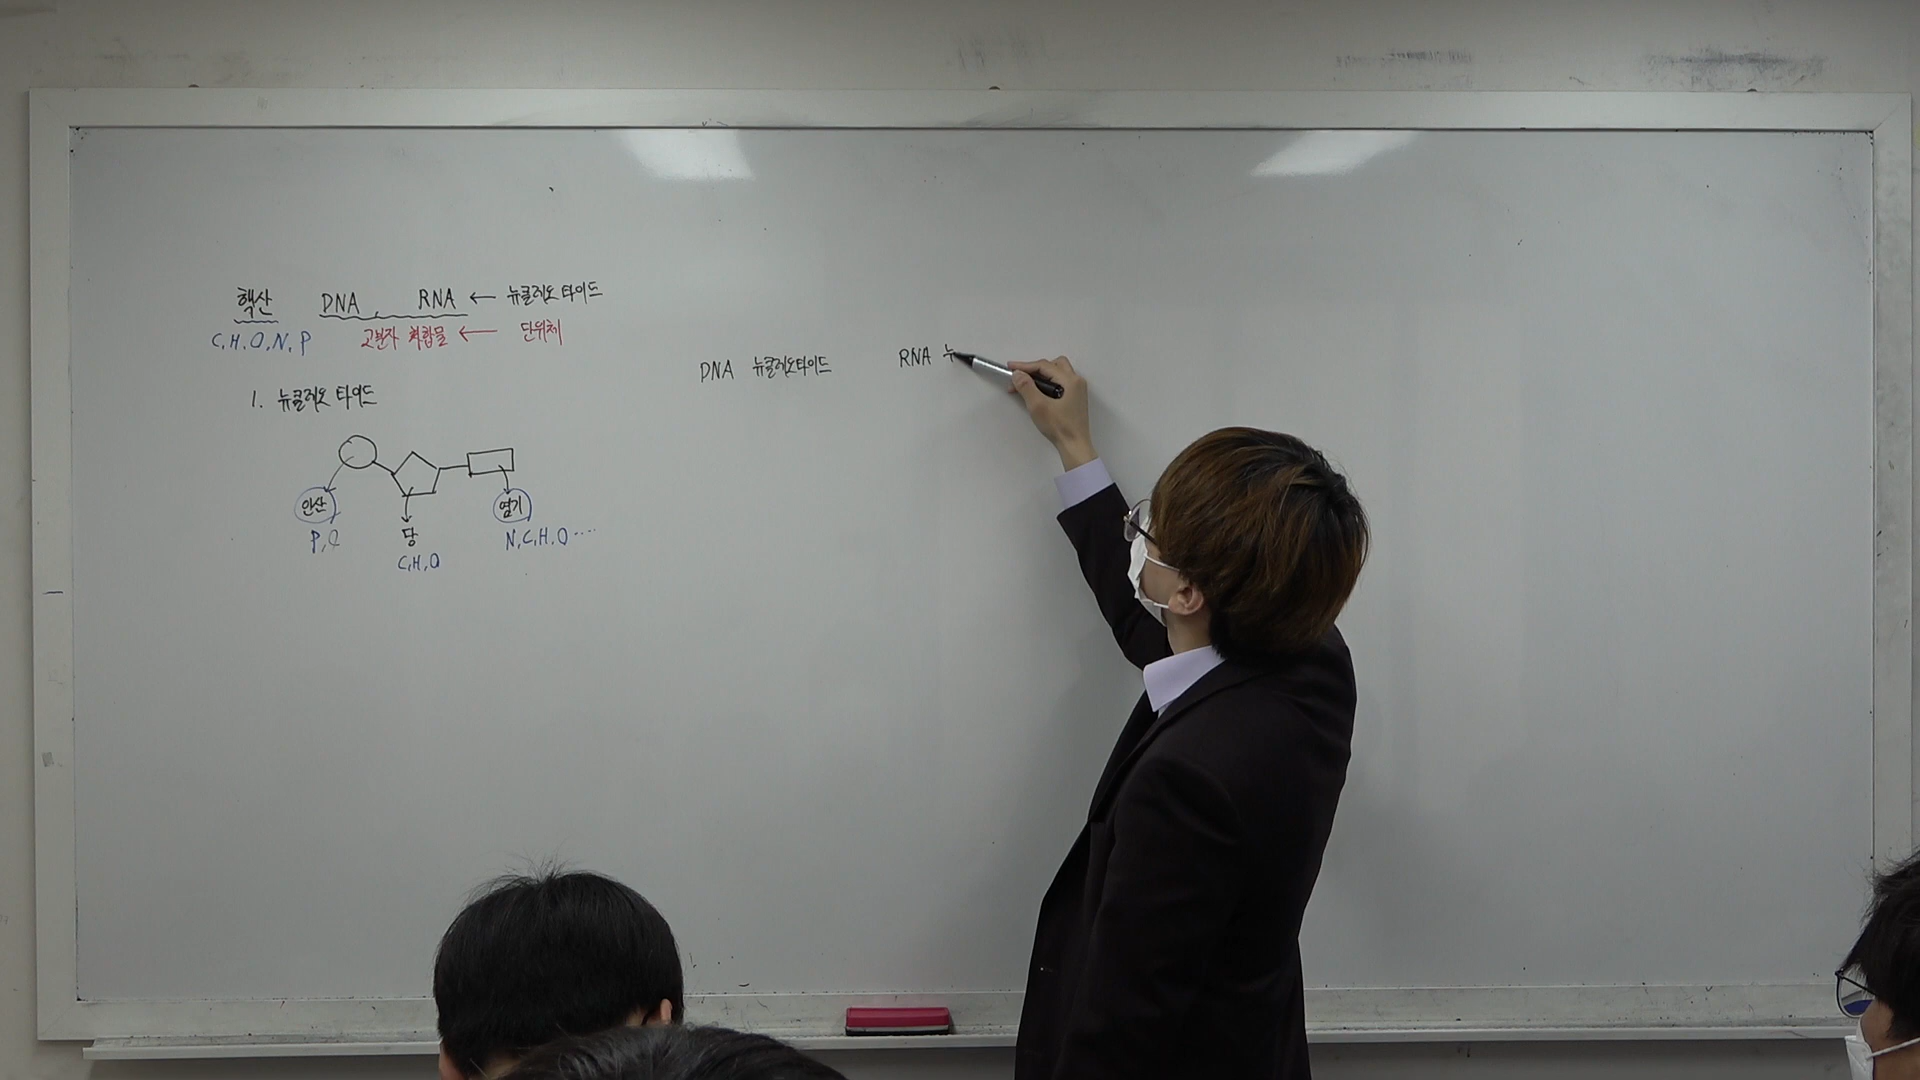 핵산 DNA, RNA ← 뉴클레오타이드
C, H, O, N, P 고분자 화합물 ← 단위체
1. 뉴클레오타이드
인산
P, O
당
C, H, O
염기
N, C, H, O ····
DNA 뉴클레오타이드
RNA 뉴